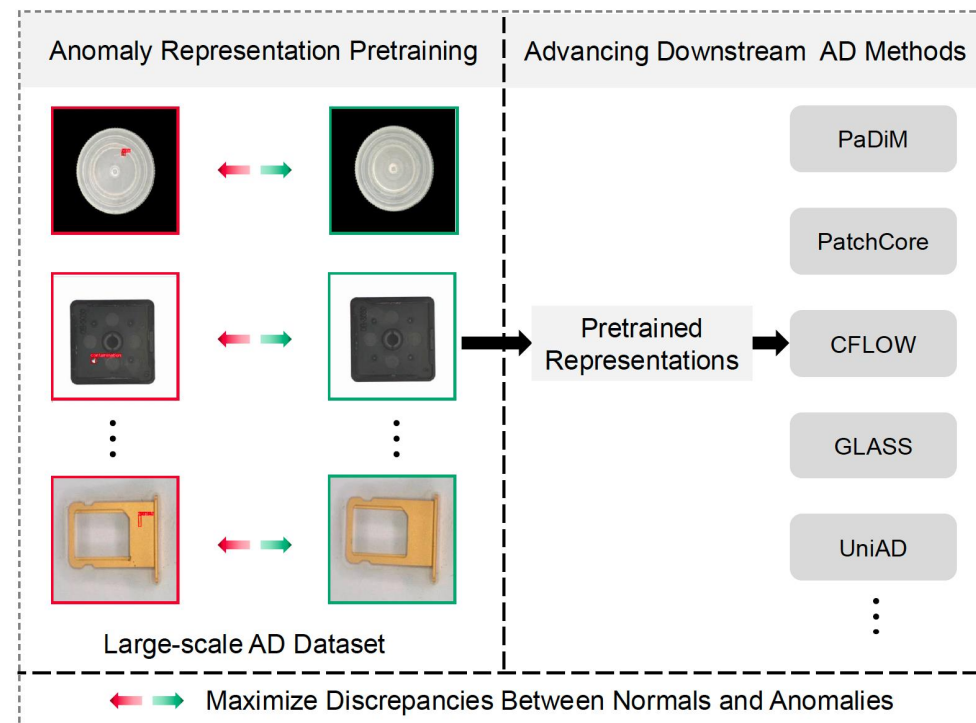 Anomaly Representation Pretraining
Advancing Downstream AD Methods
PaDiM
PatchCore
Pretrained
Representations
CFLOW
GLASS
UniAD
Large-scale AD Dataset
Maximize Discrepancies Between Normals and Anomalies